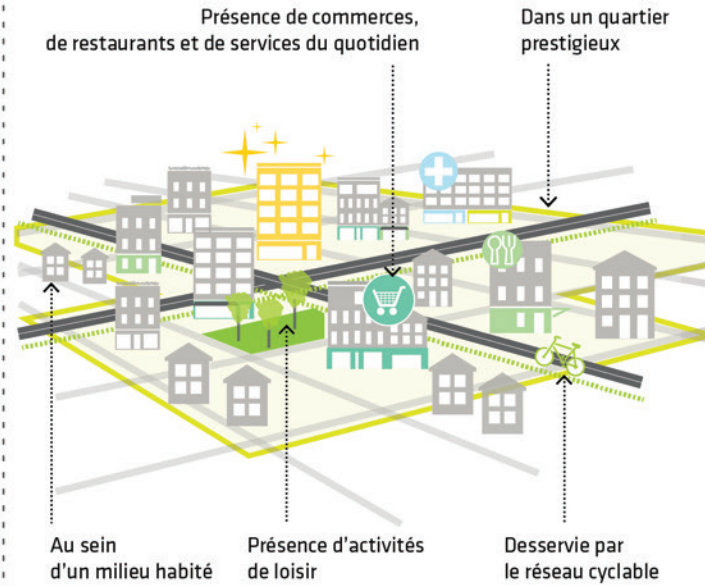 Présence de commerces,
de restaurants et de services du quotidien
Dans un quartier
prestigieux
Au sein
d'un milieu habité
Présence d'activités
de loisir
Desservie par
le réseau cyclable